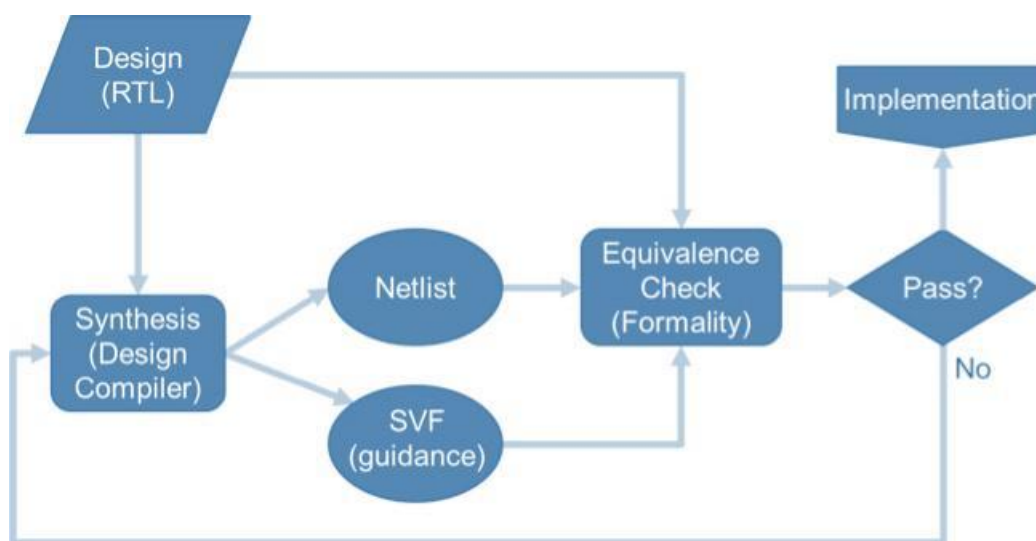 Design
(RTL)
Implementation
Netlist
Equivalence
Check
(Formality)
Pass?
Synthesis
(Design
Compiler)
No
SVF
(guidance)